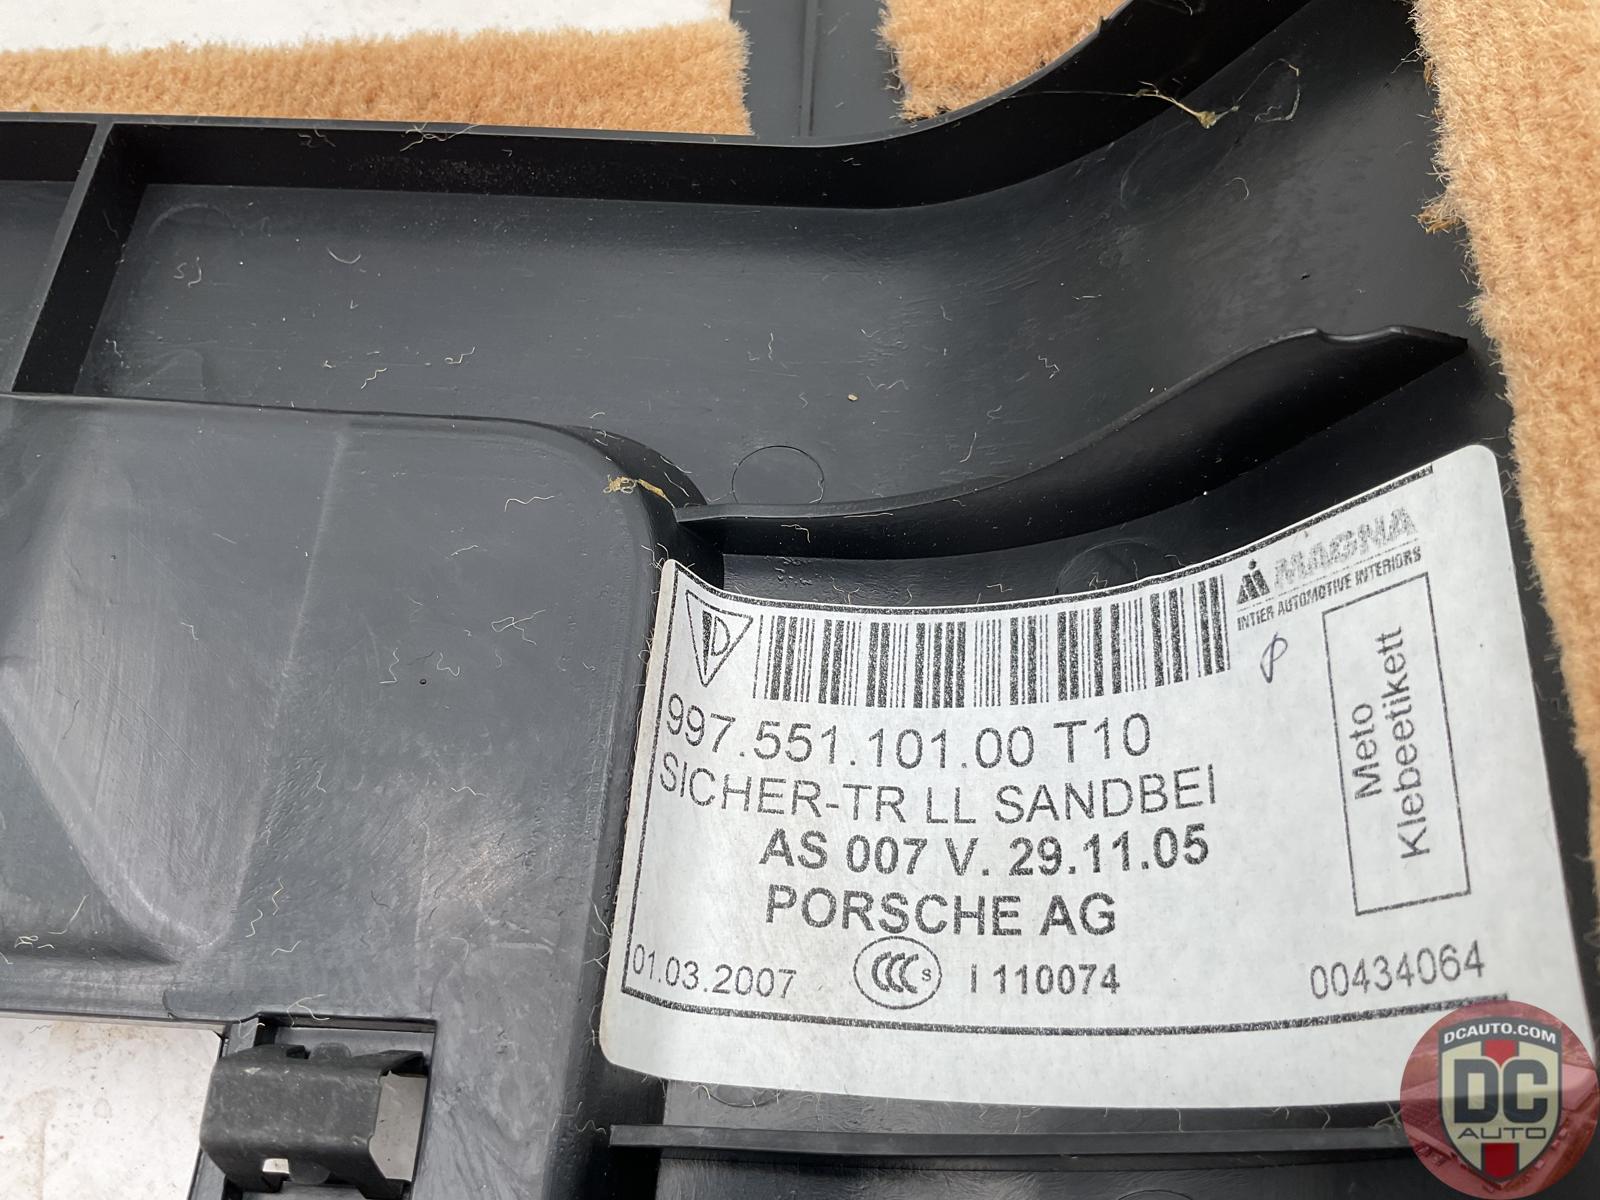 MAGNA
INTIER AUTOMOTIVE INTERIORS
997.551.101.00 T10
SICHER-TR LL SANDBEI
AS 007 V. 29.11.05
PORSCHE AG
01.03.2007
CCC S
I 110074
00434064
Meto
Klebeetikett
DCAUTO.COM
DC
AUTO